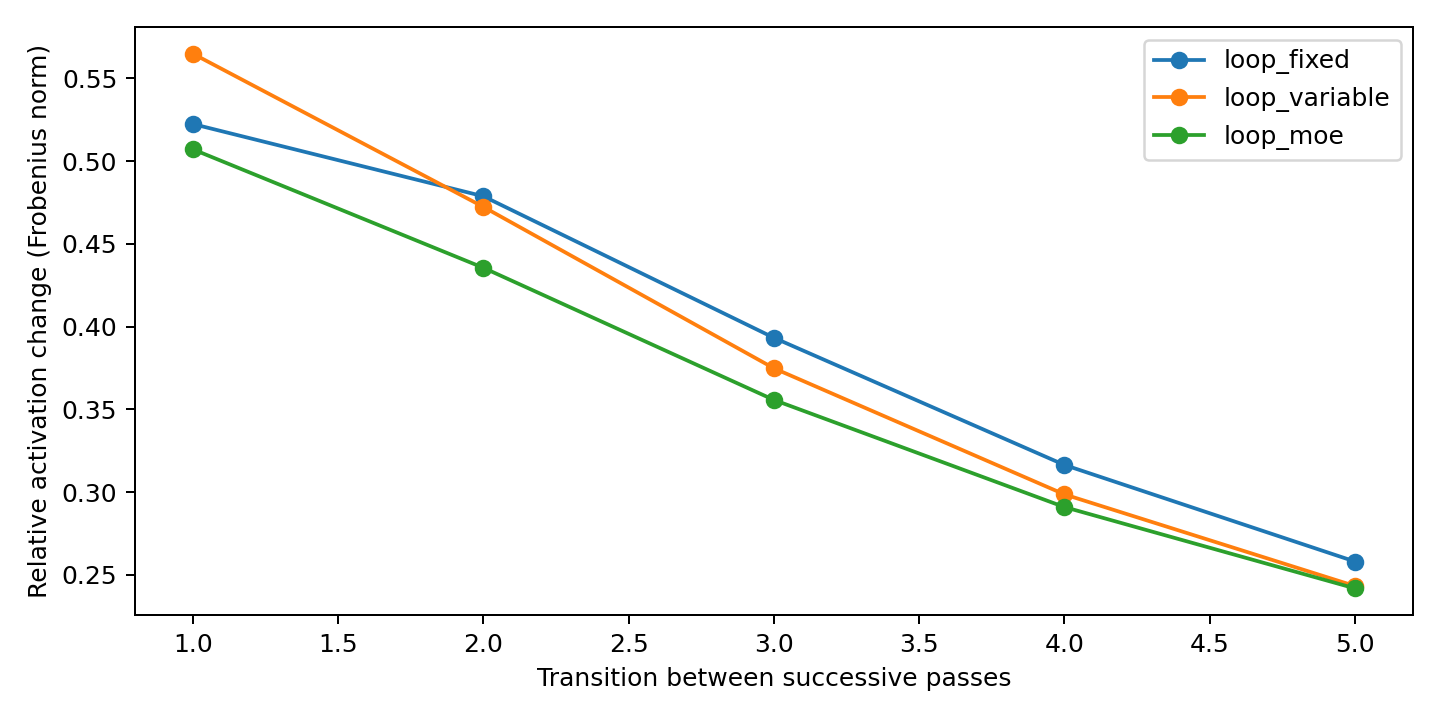 Relative activation change (Frobenius norm)
0.55
0.50
0.45
0.40
0.35
0.30
0.25
loop_fixed
loop_variable
loop_moe
1.0 1.5 2.0 2.5 3.0 3.5 4.0 4.5 5.0
Transition between successive passes